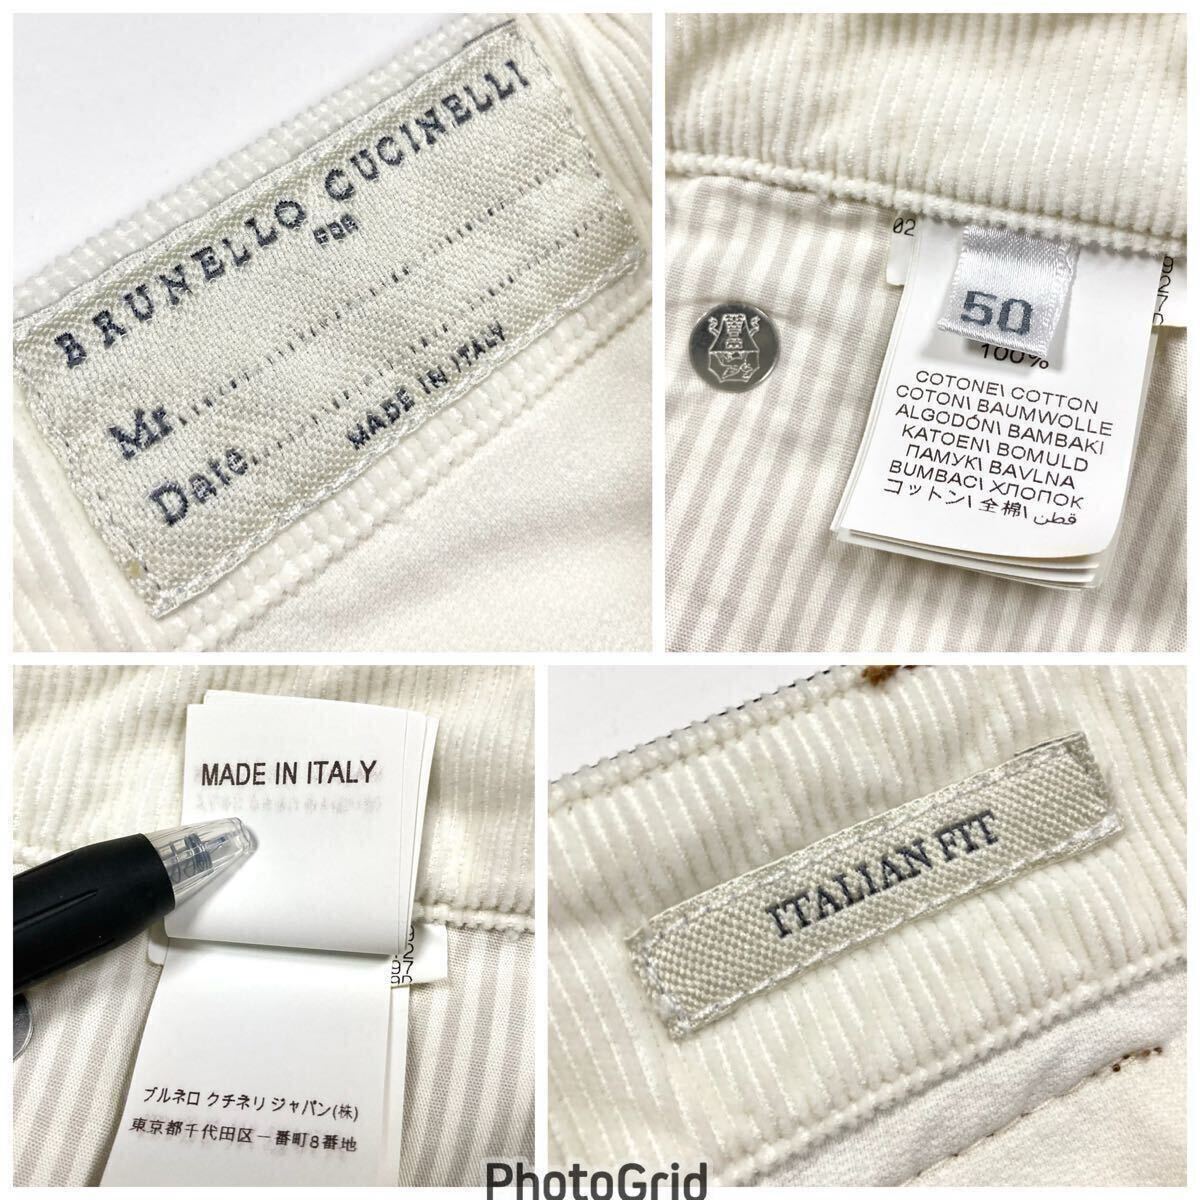 BRUNELLO CUCINELLI
Mr
Date
MADE IN ITALY
02
50
100%
COTONE\ COTTON
COTON\ BAUMWOLLE
ALGODÓN\ BAMBAKI
KATOEN\ BOMULD
ПАМУК\ BAVLNA
BUMBAC\ ХЛОПОК
コットン\ 全棉\ قطن
MADE IN ITALY
ブルネロ クチネリ ジャパン(株)
東京都千代田区一番町8番地
ITALIAN FIT
PhotoGrid